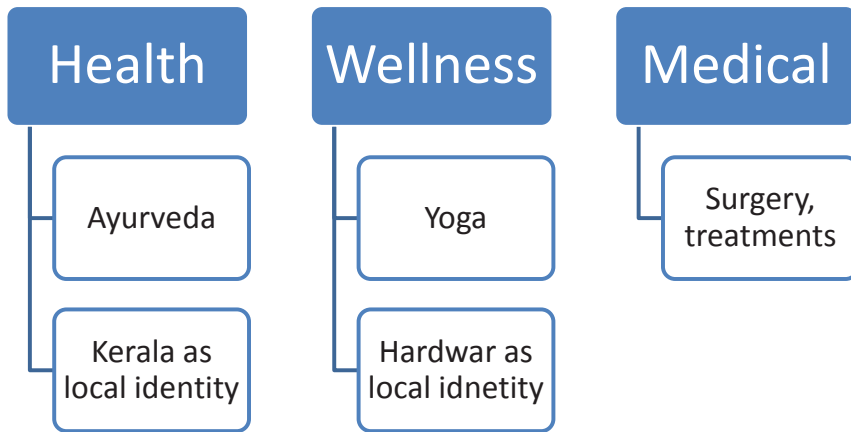 Health
Ayurveda
Kerala as
local identity
Wellness
Yoga
Hardwar as
local idnetity
Medical
Surgery,
treatments